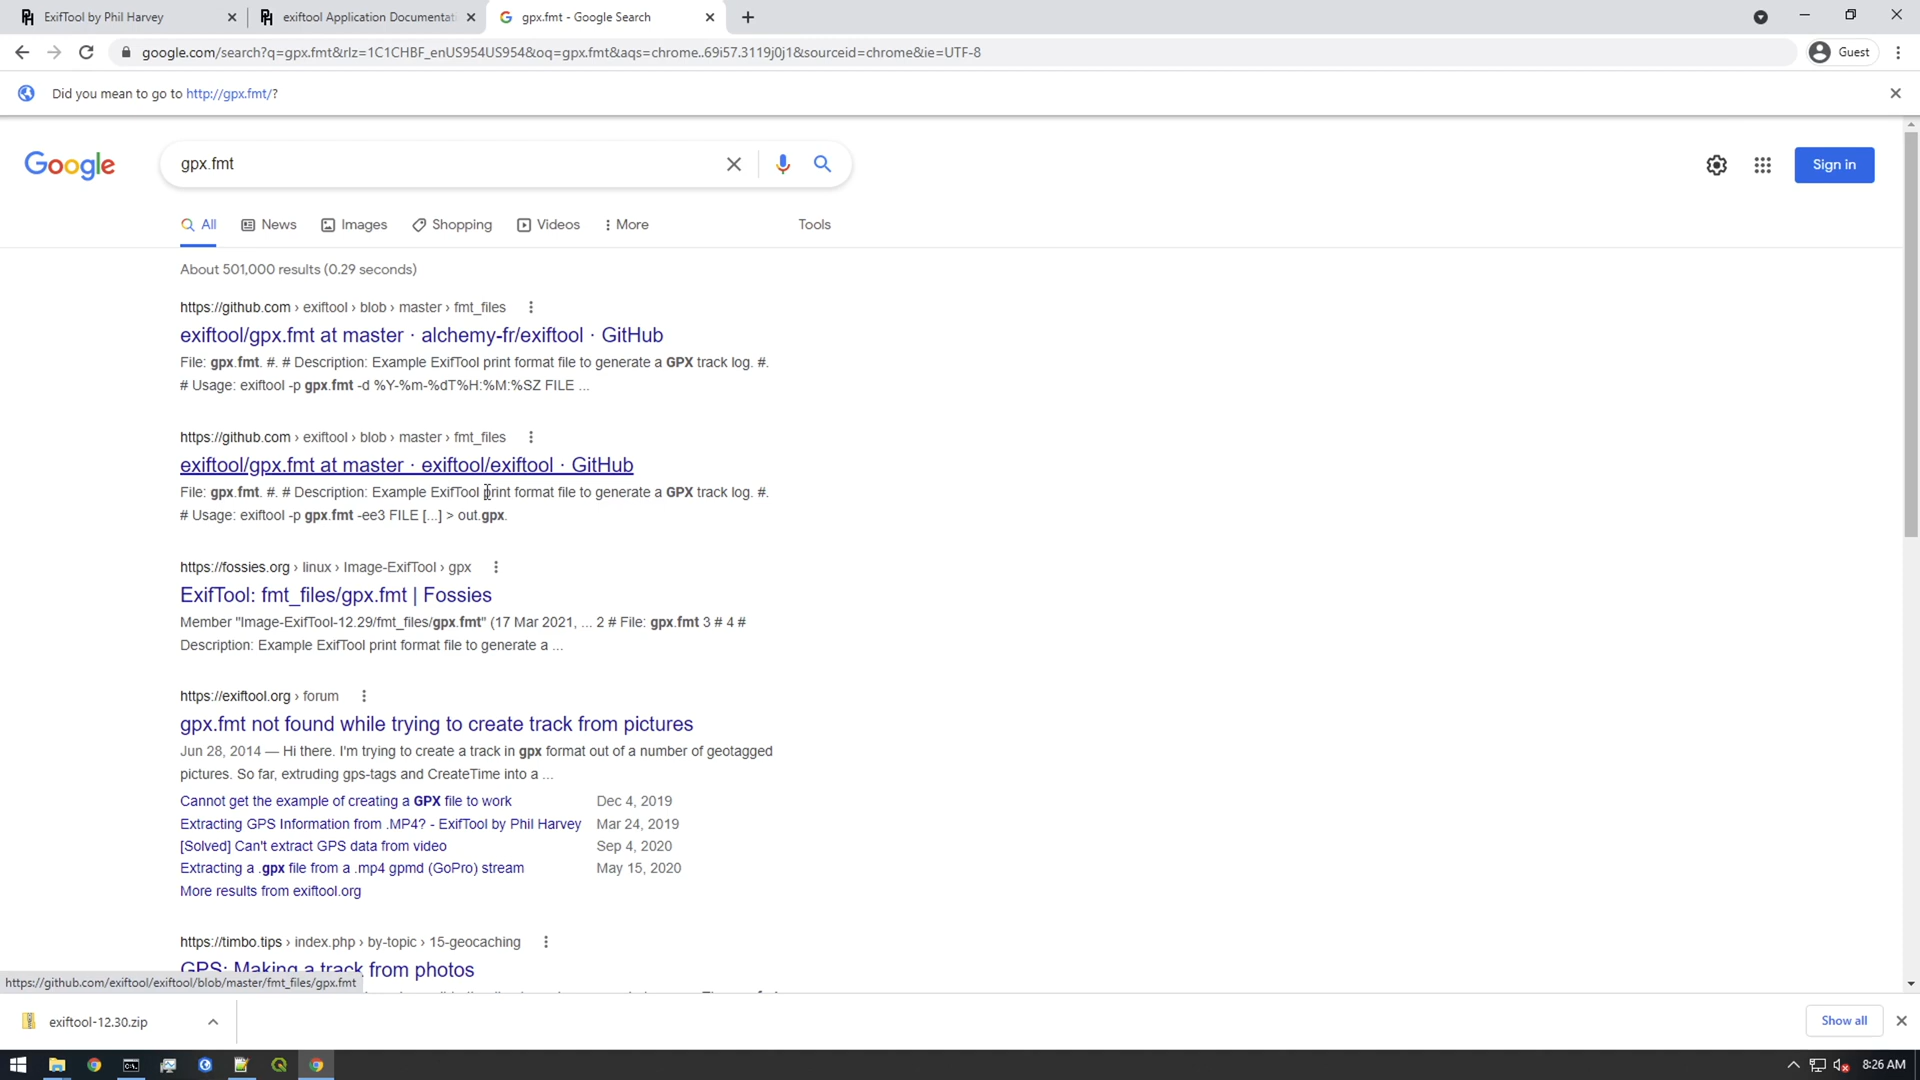 ExifTool by Phil Harvey
exiftool Application Documentat
gpx.fmt - Google Search
google.com/search?q=gpx.fmt&rlz=1C1CHBF_enUS954US954&oq=gpx.fmt&aqs=chrome..69i57.3119j0j1&sourceid=chrome&ie=UTF-8
Guest
Did you mean to go to http://gpx.fmt/?
Google
gpx.fmt
Sign in
All News Images Shopping Videos More Tools
About 501,000 results (0.29 seconds)
https://github.com › exiftool › blob › master › fmt_files
exiftool/gpx.fmt at master · alchemy-fr/exiftool · GitHub
File: gpx.fmt. #. # Description: Example ExifTool print format file to generate a GPX track log. #.
# Usage: exiftool -p gpx.fmt -d %Y-%m-%dT%H:%M:%SZ FILE ...
https://github.com › exiftool › blob › master › fmt_files
exiftool/gpx.fmt at master · exiftool/exiftool · GitHub
File: gpx.fmt. #. # Description: Example ExifTool print format file to generate a GPX track log. #.
# Usage: exiftool -p gpx.fmt -ee3 FILE [...] > out.gpx.
https://fossies.org › linux › Image-ExifTool › gpx
ExifTool: fmt_files/gpx.fmt | Fossies
Member "Image-ExifTool-12.29/fmt_files/gpx.fmt" (17 Mar 2021, ... 2 # File: gpx.fmt 3 # 4 #
Description: Example ExifTool print format file to generate a ...
https://exiftool.org › forum
gpx.fmt not found while trying to create track from pictures
Jun 28, 2014 — Hi there. I'm trying to create a track in gpx format out of a number of geotagged
pictures. So far, extruding gps-tags and CreateTime into a ...
Cannot get the example of creating a GPX file to work Dec 4, 2019
Extracting GPS Information from .MP4? - ExifTool by Phil Harvey Mar 24, 2019
[Solved] Can't extract GPS data from video Sep 4, 2020
Extracting a .gpx file from a .mp4 gpmd (GoPro) stream May 15, 2020
More results from exiftool.org
https://timbo.tips › index.php › by-topic › 15-geocaching
GPS: Making a track from photos
https://github.com/exiftool/exiftool/blob/master/fmt_files/gpx.fmt
exiftool-12.30.zip
Show all
8:26 AM